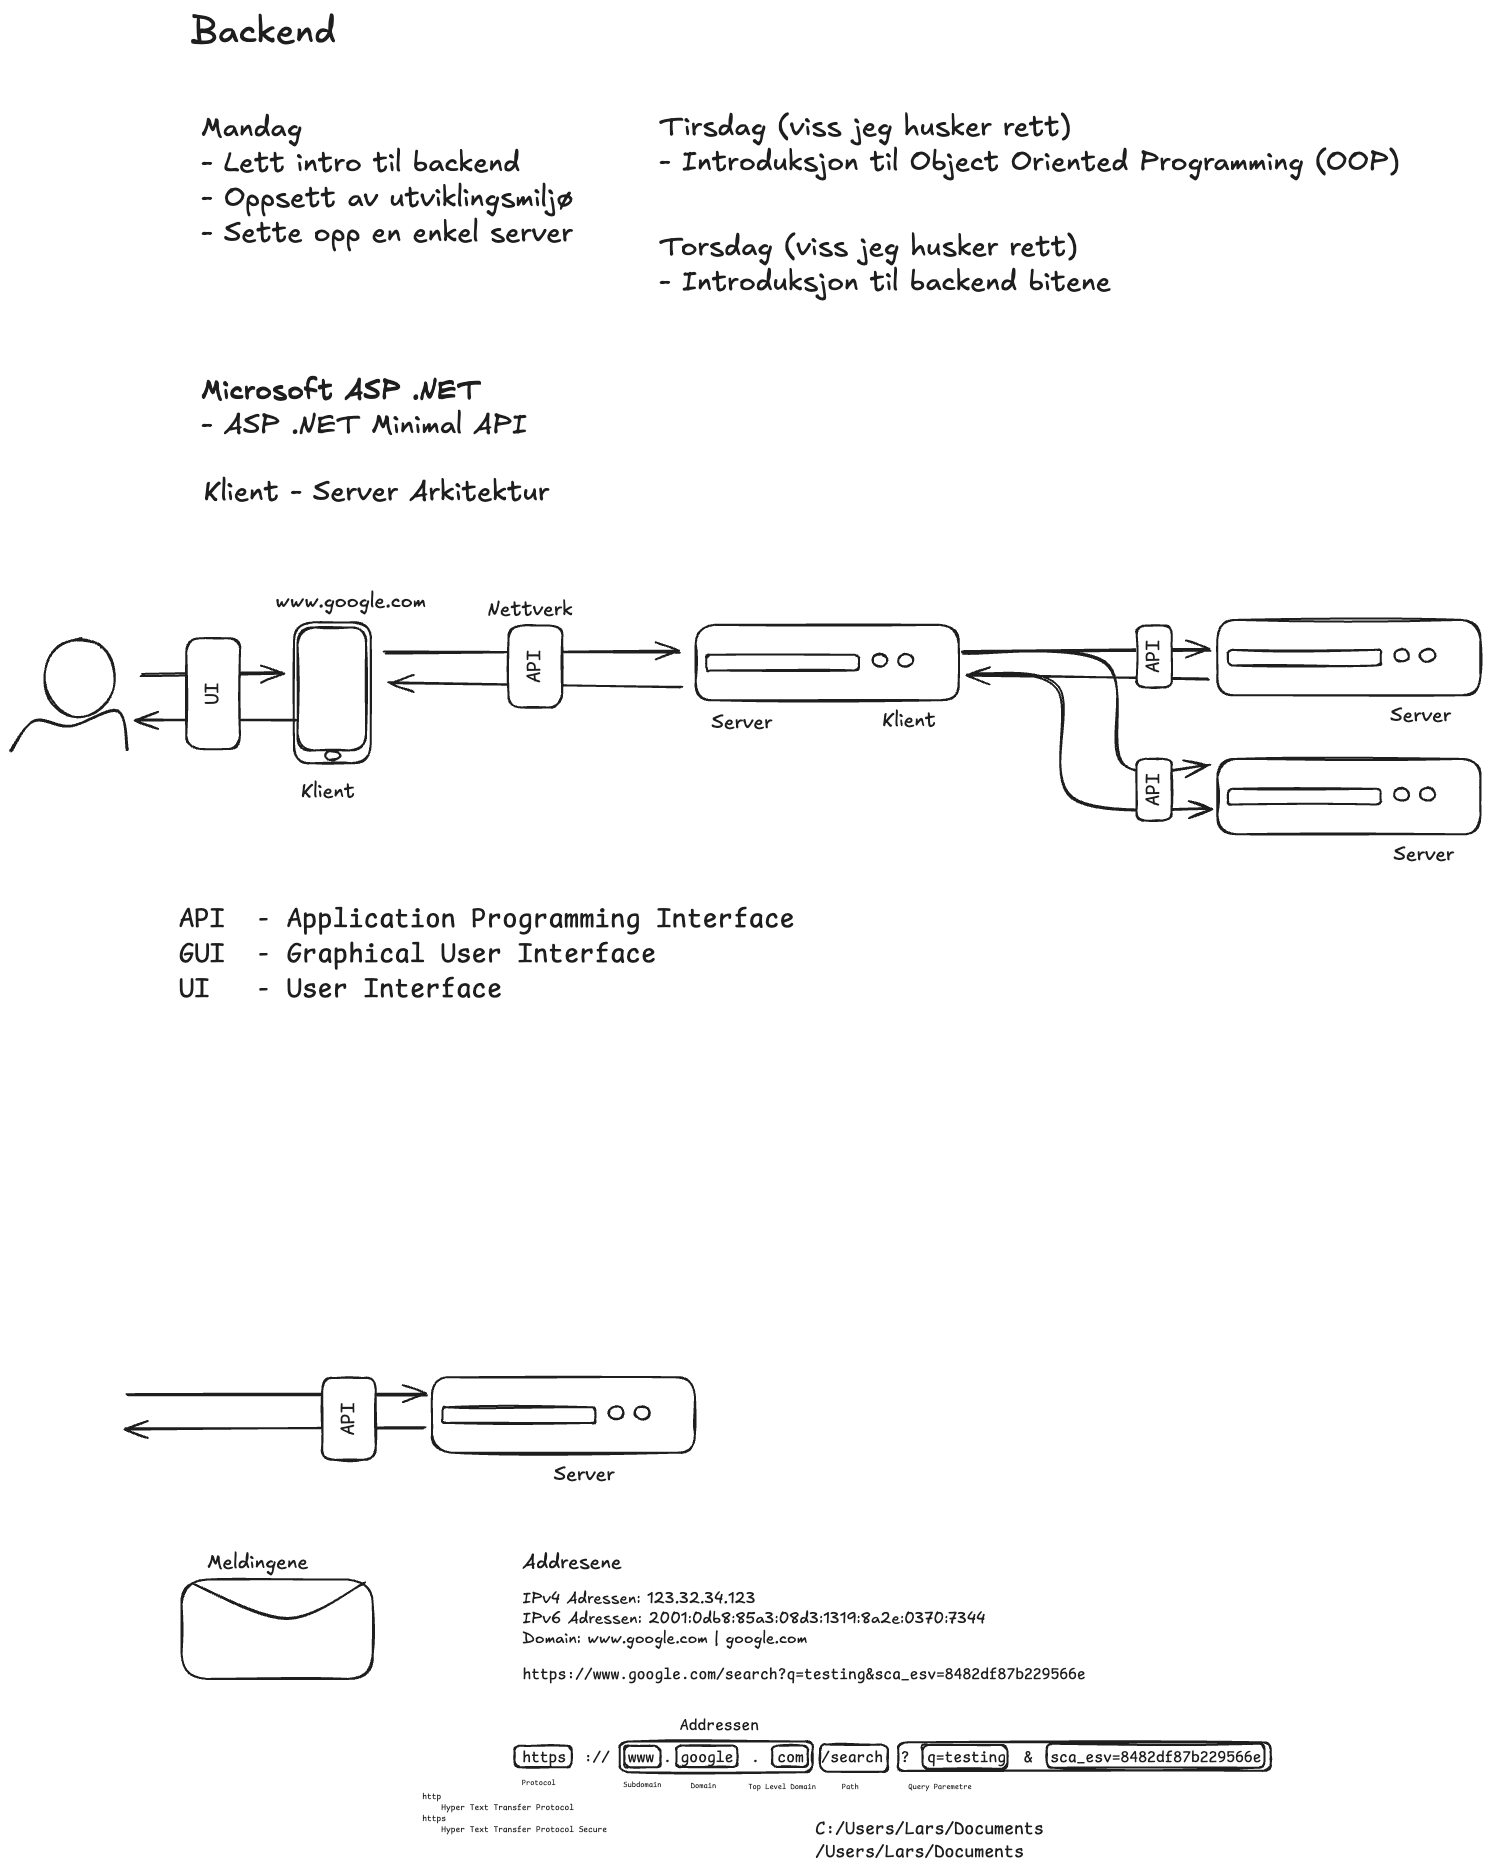 Backend
Mandag
- Lett intro til backend
- Oppsett av utviklingsmiljø
- Sette opp en enkel server
Tirsdag (viss jeg husker rett)
- Introduksjon til Object Oriented Programming (OOP)
Torsdag (viss jeg husker rett)
- Introduksjon til backend bitene
Microsoft ASP .NET
- ASP .NET Minimal API
Klient - Server Arkitektur
www.google.com
Nettverk
UI
API
API
Server
Klient
Server
Klient
API
Server
API - Application Programming Interface
GUI - Graphical User Interface
UI - User Interface
API
Server
Meldingene
Addresene
IPv4 Adressen: 123.32.34.123
IPv6 Adressen: 2001:0db8:85a3:08d3:1319:8a2e:0370:7344
Domain: www.google.com | google.com
https://www.google.com/search?q=testing&sca_esv=8482df87b229566e
Addressen
https :// www . google . com /search ? q=testing & sca_esv=8482df87b229566e
Protocol Subdomain Domain Top Level Domain Path Query Paremetre
http
Hyper Text Transfer Protocol
https
Hyper Text Transfer Protocol Secure
C:/Users/Lars/Documents
/Users/Lars/Documents